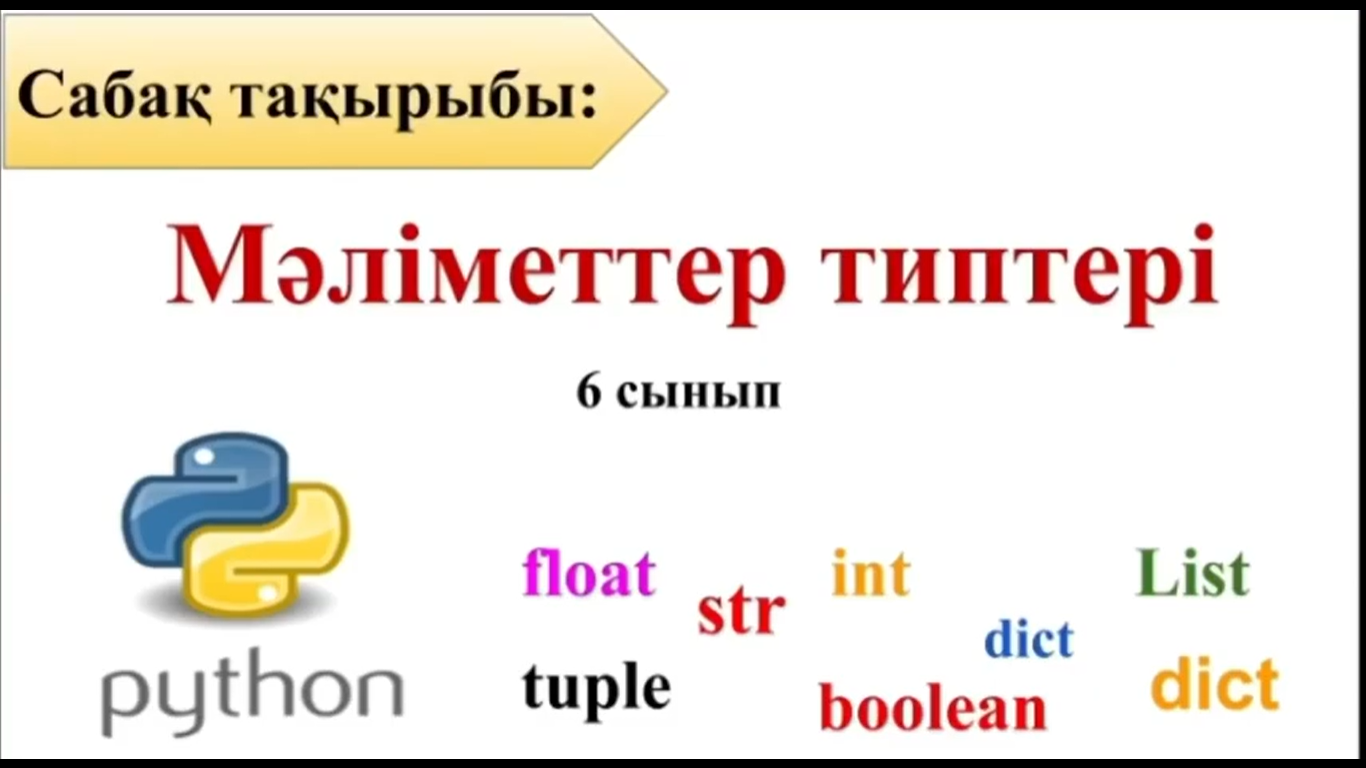 Сабақ тақырыбы:
Мәліметтер типтері
6 сынып
float
int
List
str
dict
tuple
boolean
dict
python